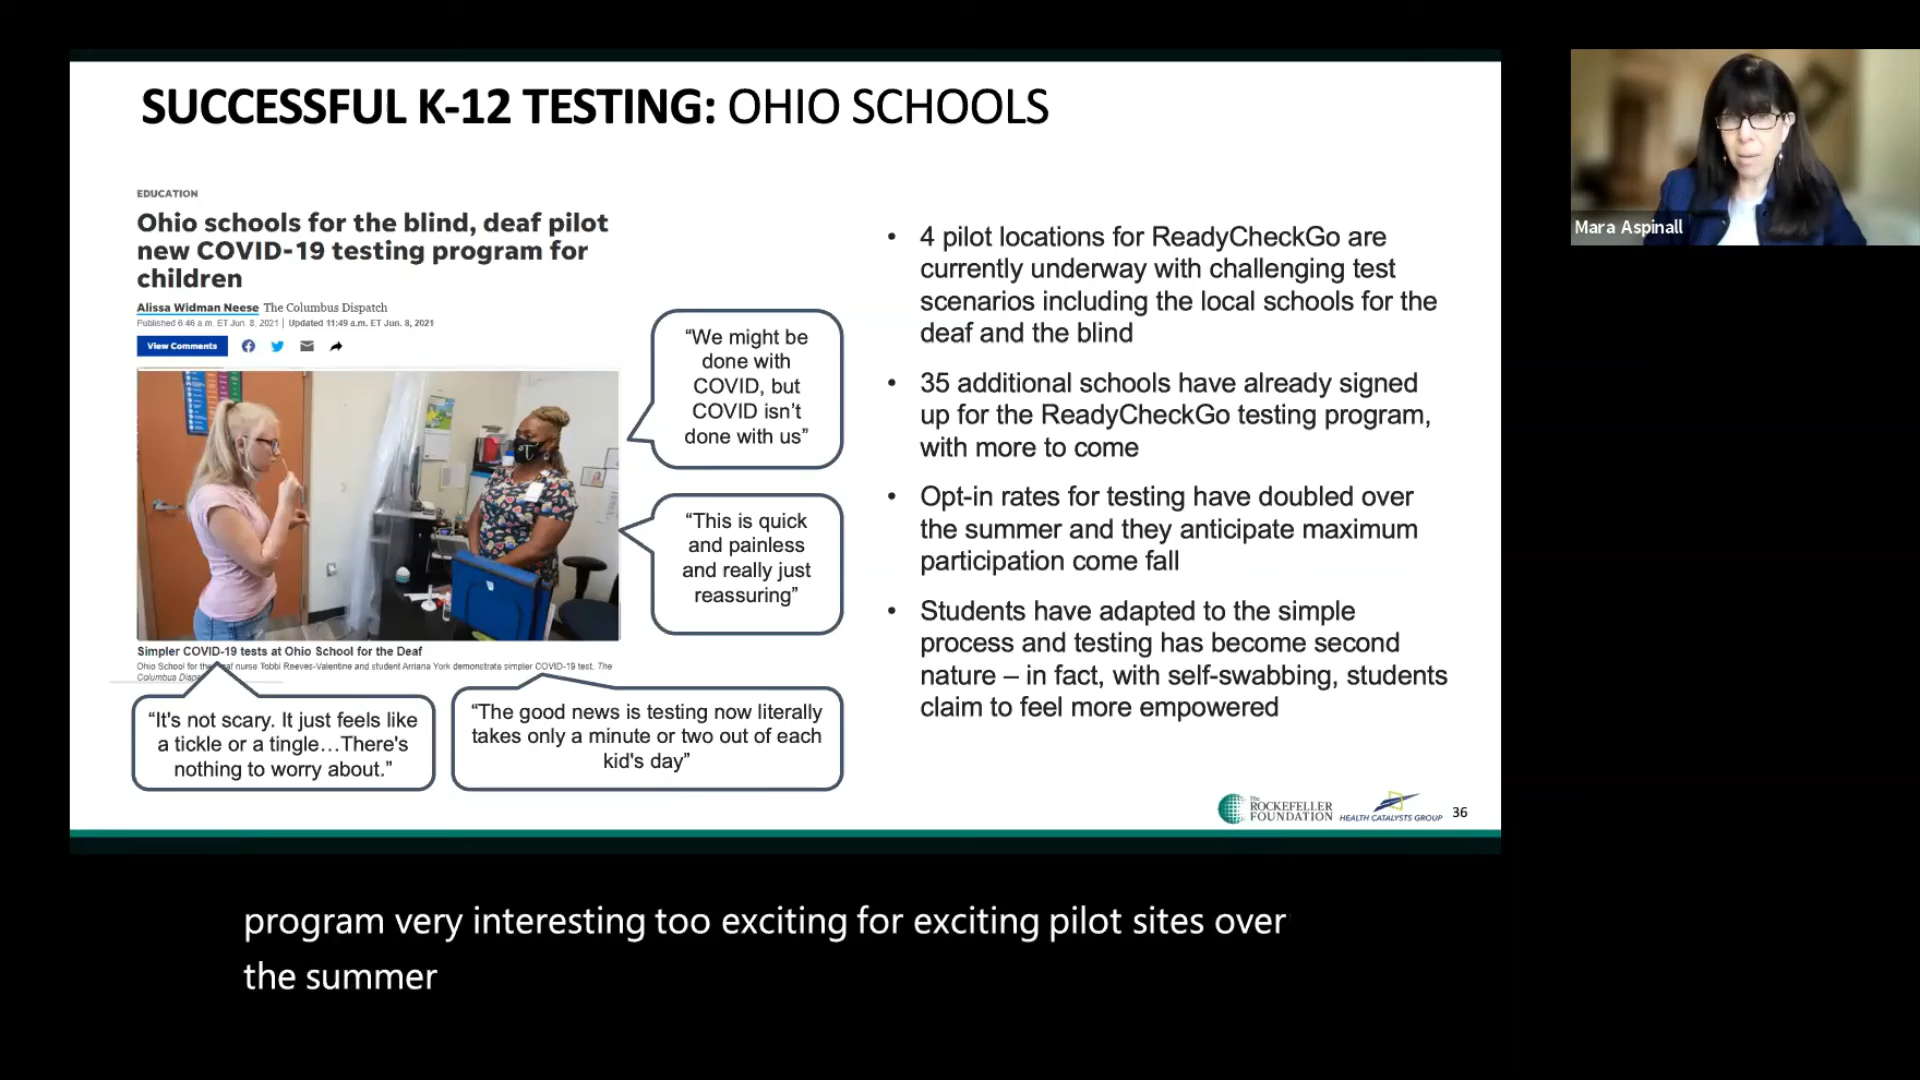 SUCCESSFUL K-12 TESTING: OHIO SCHOOLS
EDUCATION
Ohio schools for the blind, deaf pilot
new COVID-19 testing program for
children
Alissa Widman Neese The Columbus Dispatch
Published 6:46 a.m. ET Jun. 8, 2021 | Updated 11:49 a.m. ET Jun. 8, 2021
View Comments
Simpler COVID-19 tests at Ohio School for the Deaf
Ohio School for the Deaf nurse Tobbi Reeves-Valentine and student Arriana York demonstrate simpler COVID-19 test. The
Columbus
“We might be
done with
COVID, but
COVID isn’t
done with us”
“This is quick
and painless
and really just
reassuring”
“It's not scary. It just feels like
a tickle or a tingle…There's
nothing to worry about.”
“The good news is testing now literally
takes only a minute or two out of each
kid's day”
• 4 pilot locations for ReadyCheckGo are
currently underway with challenging test
scenarios including the local schools for the
deaf and the blind
• 35 additional schools have already signed
up for the ReadyCheckGo testing program,
with more to come
• Opt-in rates for testing have doubled over
the summer and they anticipate maximum
participation come fall
• Students have adapted to the simple
process and testing has become second
nature – in fact, with self-swabbing, students
claim to feel more empowered
The
ROCKEFELLER
FOUNDATION
HEALTH CATALYSTS GROUP
36
Mara Aspinall
program very interesting too exciting for exciting pilot sites over
the summer